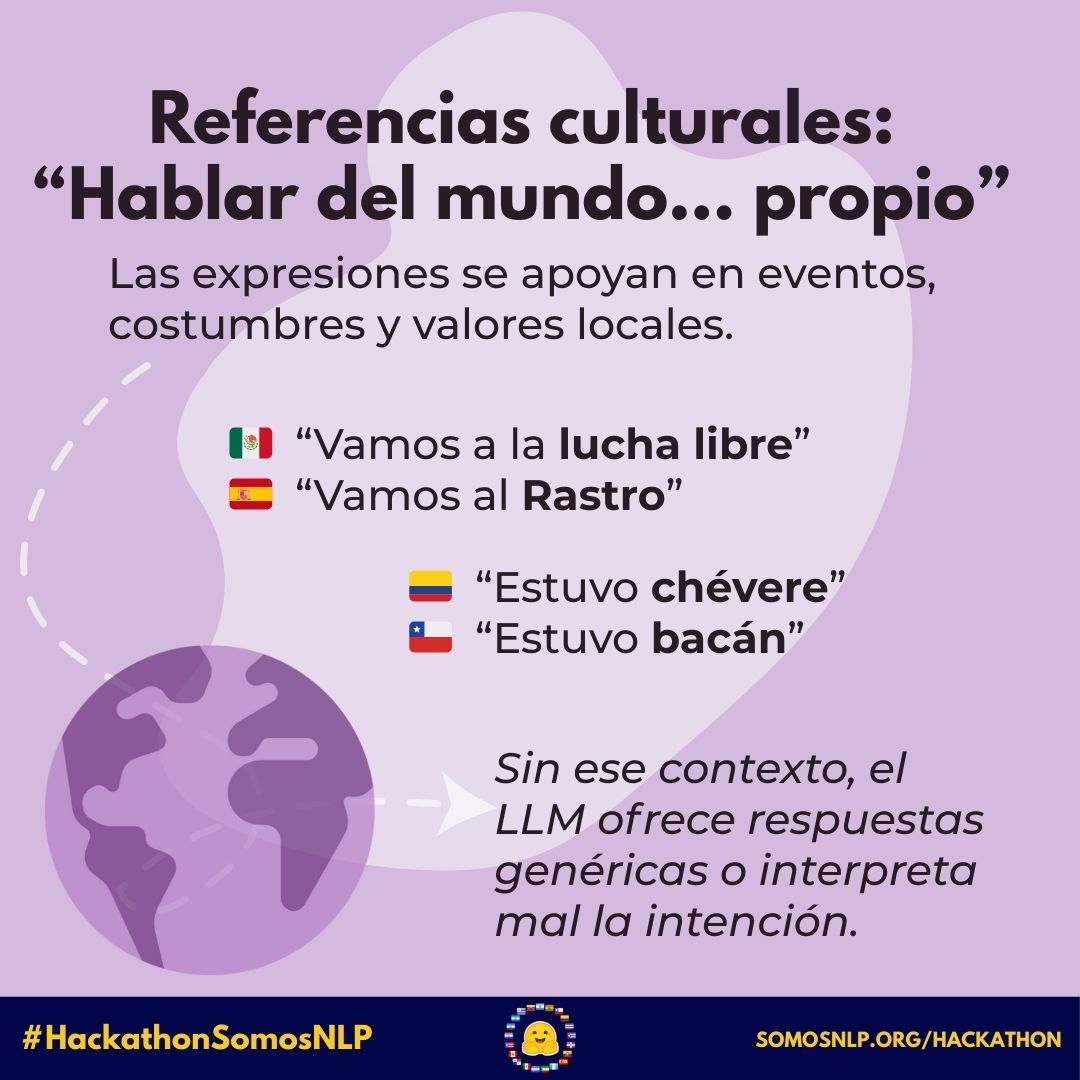 Referencias culturales:
“Hablar del mundo... propio”
Las expresiones se apoyan en eventos,
costumbres y valores locales.
“Vamos a la lucha libre”
“Vamos al Rastro”
“Estuvo chévere”
“Estuvo bacán”
Sin ese contexto, el
LLM ofrece respuestas
genéricas o interpreta
mal la intención.
#HackathonSomosNLP
SOMOSNLP.ORG/HACKATHON